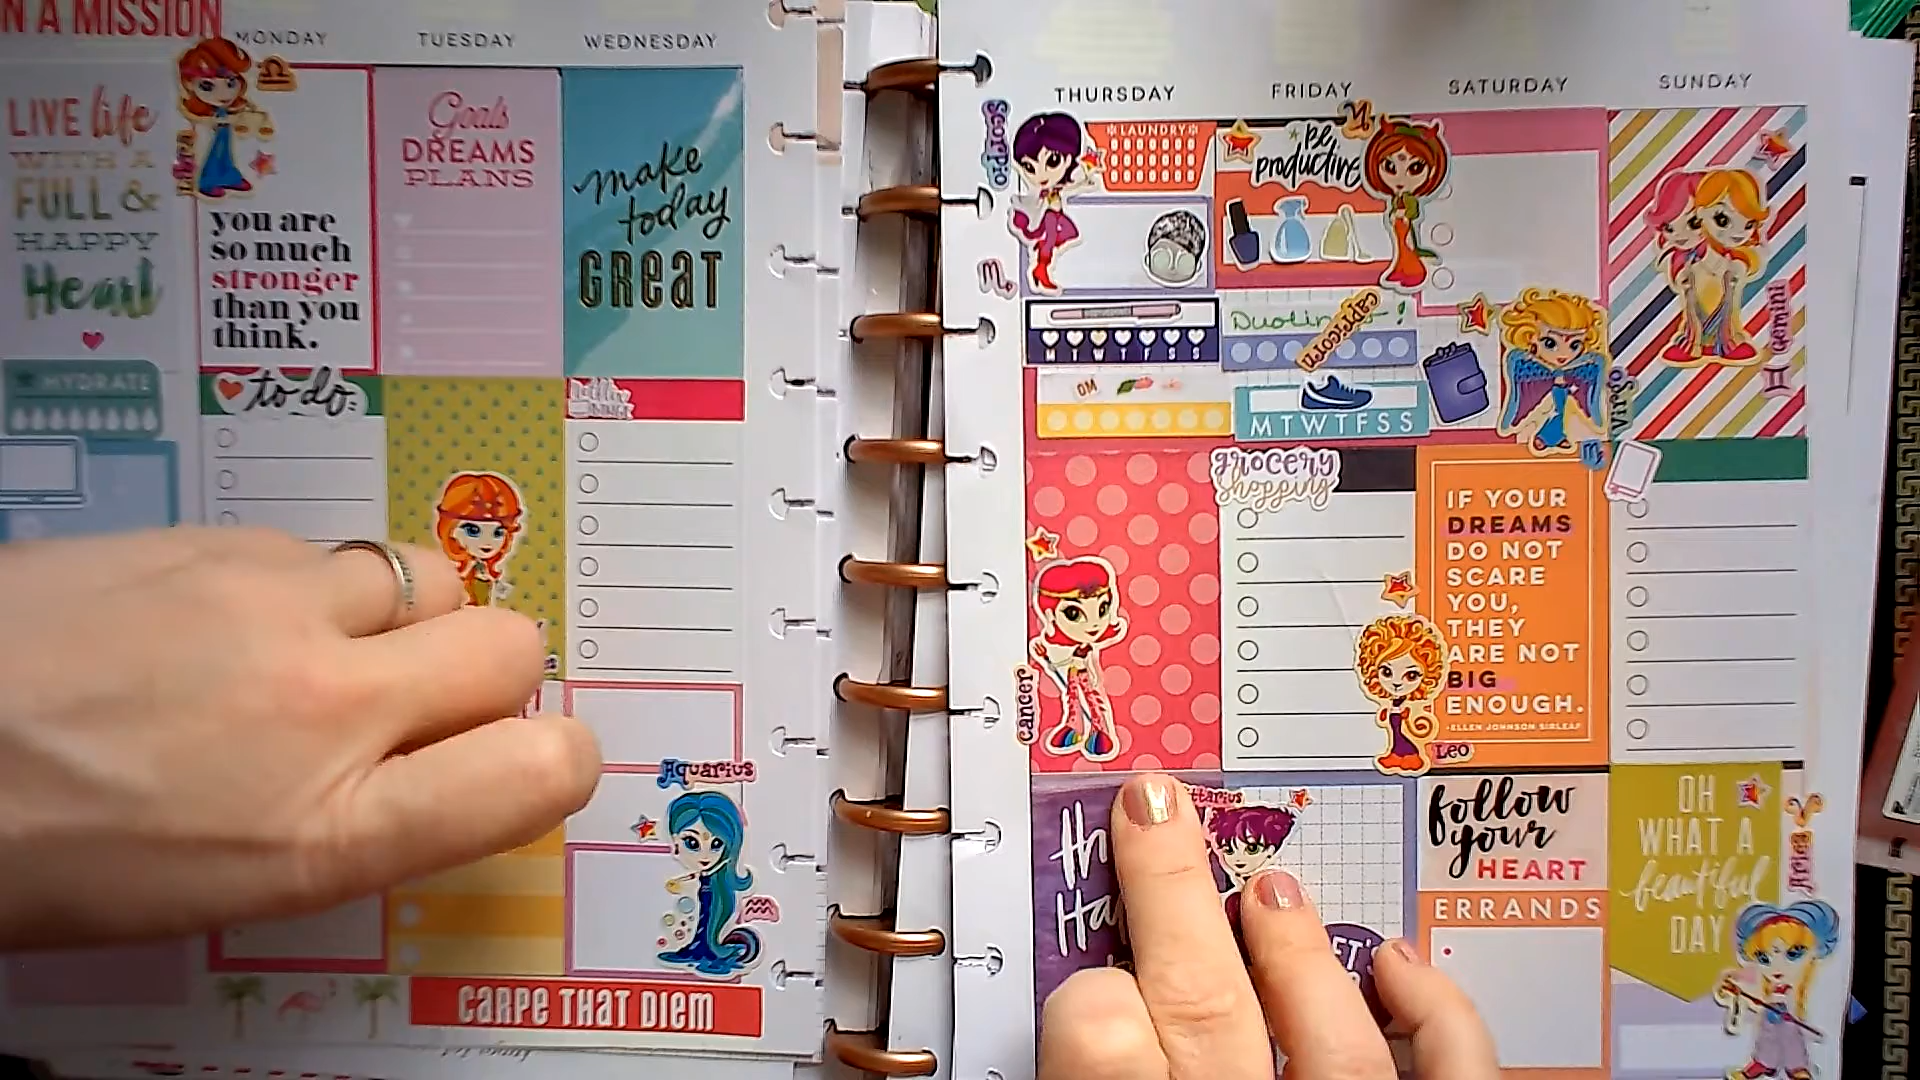 N A MISSION
MONDAY
TUESDAY
WEDNESDAY
LIVE life
WITH A
FULL &
HAPPY
Heart
HYDRATE
Libra
you are
so much
stronger
than you
think.
to do:
Goals
DREAMS
PLANS
make
today
GREAT
Aquarius
CARPE THAT DIEM
THURSDAY
FRIDAY
SATURDAY
SUNDAY
Scorpio
LAUNDRY
M T W T F S S
OM
Cancer
Be
productive
Capricorn
MTWTFSS
grocery
shopping
ttarius
Virgo
IF YOUR
DREAMS
DO NOT
SCARE
YOU,
THEY
ARE NOT
BIG
ENOUGH.
-ELLEN JOHNSON SIRLEAF
Leo
follow
your
HEART
ERRANDS
Gemini
OH
WHAT A
beautiful
DAY
Aries